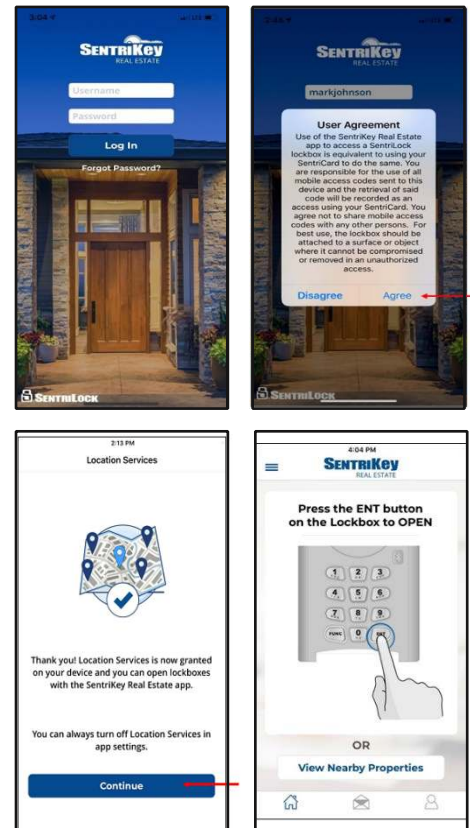 3:04
SENTRIKEY
REAL ESTATE
Username
Password
Log In
Forgot Password?
SENTRILOCK
SENTRIKEY
REAL ESTATE
markjohnson
User Agreement
Use of the SentriKey Real Estate
app to access a SentriLock
lockbox is equivalent to using your
SentriCard to do the same. You
are responsible for the use of all
mobile access codes sent to this
device and the retrieval of said
code will be recorded as an
access using your SentriCard. You
agree not to share mobile access
codes with any other persons. For
best use, the lockbox should be
attached to a surface or object
where it cannot be compromised
or removed in an unauthorized
access.
Disagree Agree
SENTRILOCK
2:13 PM
Location Services
Thank you! Location Services is now granted
on your device and you can open lockboxes
with the SentriKey Real Estate app.
You can always turn off Location Services in
app settings.
Continue
4:04 PM
SENTRIKEY
REAL ESTATE
Press the ENT button
on the Lockbox to OPEN
1 2 3
4 5 6
7 8 9
FUNC 0 ENT
OR
View Nearby Properties